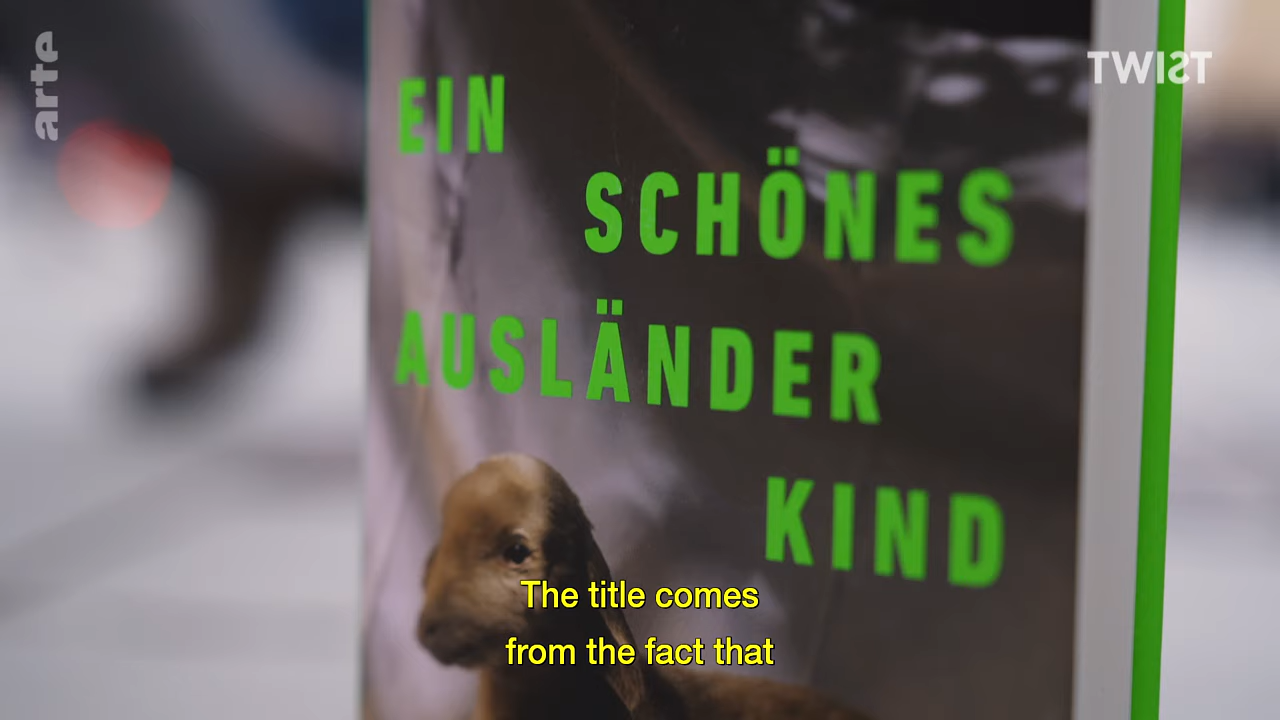 arte
TWIST
EIN
SCHÖNES
AUSLÄNDER
KIND
The title comes
from the fact that